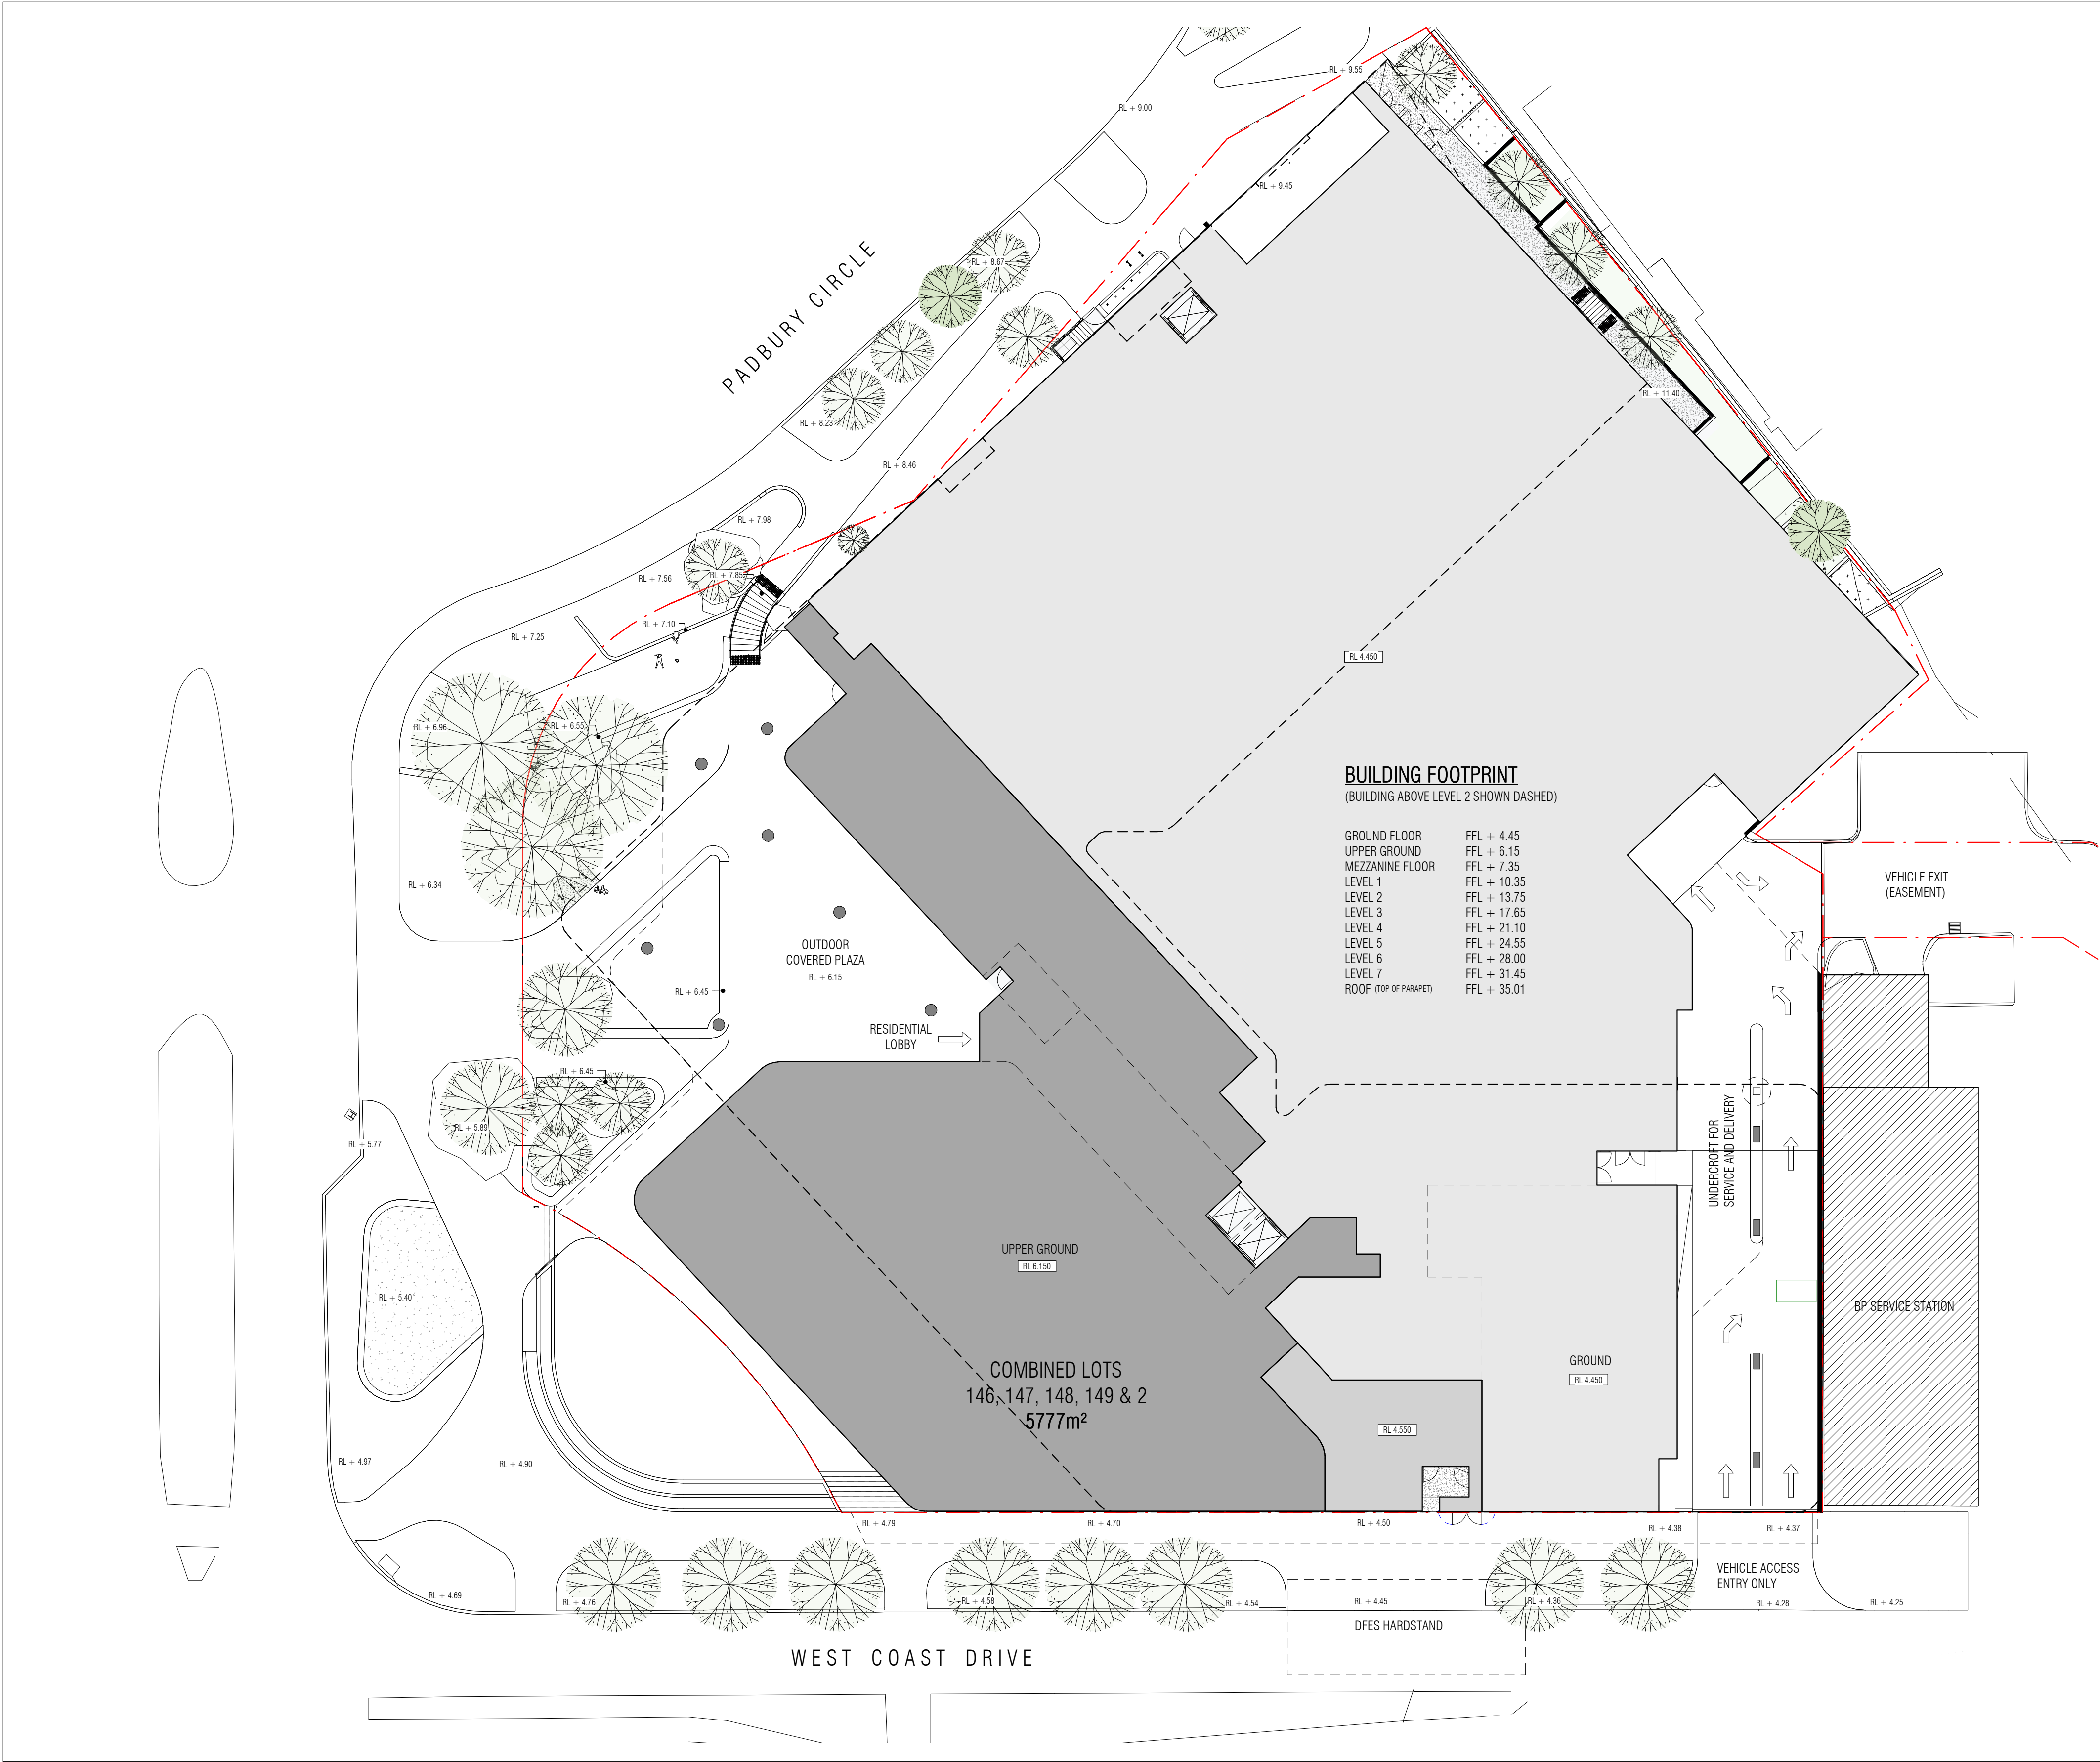 RL + 9.55
RL + 9.00
RL + 9.45
PADBURY CIRCLE
RL + 8.67
RL + 11.40
RL + 8.23
RL + 8.46
RL + 7.98
RL + 7.85
RL + 7.56
RL + 7.10
RL + 7.25
RL 4.450
RL + 6.96
RL + 6.55
BUILDING FOOTPRINT
(BUILDING ABOVE LEVEL 2 SHOWN DASHED)
GROUND FLOOR FFL + 4.45
UPPER GROUND FFL + 6.15
MEZZANINE FLOOR FFL + 7.35
LEVEL 1 FFL + 10.35
LEVEL 2 FFL + 13.75
LEVEL 3 FFL + 17.65
LEVEL 4 FFL + 21.10
LEVEL 5 FFL + 24.55
LEVEL 6 FFL + 28.00
LEVEL 7 FFL + 31.45
ROOF (TOP OF PARAPET) FFL + 35.01
VEHICLE EXIT
(EASEMENT)
RL + 6.34
OUTDOOR
COVERED PLAZA
RL + 6.15
RL + 6.45
RESIDENTIAL
LOBBY
RL + 6.45
RL + 5.89
RL + 5.77
UNDERCROFT FOR
SERVICE AND DELIVERY
UPPER GROUND
RL 6.150
RL + 5.40
BP SERVICE STATION
COMBINED LOTS
146, 147, 148, 149 & 2
5777m²
GROUND
RL 4.450
RL 4.550
RL + 4.97
RL + 4.90
RL + 4.79
RL + 4.70
RL + 4.50
RL + 4.38
RL + 4.37
VEHICLE ACCESS
ENTRY ONLY
RL + 4.69
RL + 4.76
RL + 4.58
RL + 4.54
RL + 4.45
RL + 4.36
RL + 4.28
RL + 4.25
DFES HARDSTAND
WEST COAST DRIVE